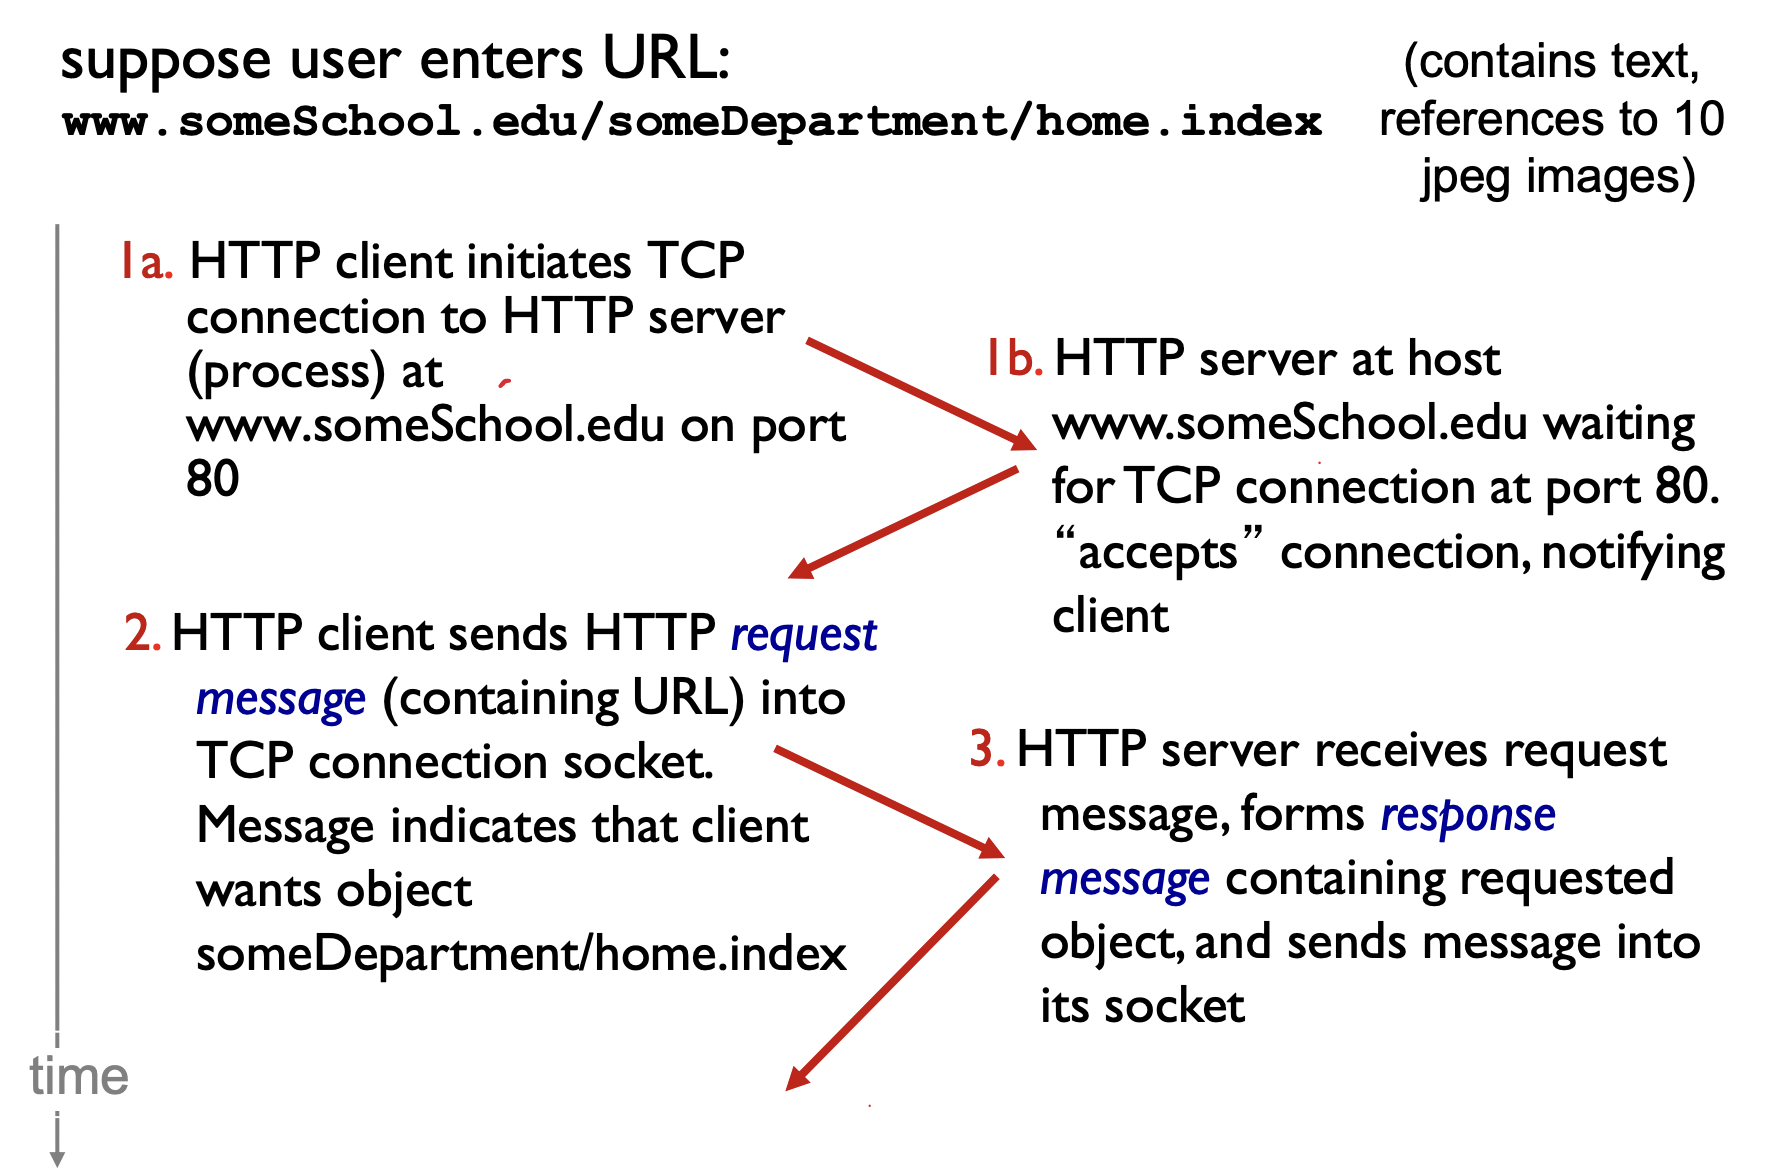 suppose user enters URL:
www.someSchool.edu/someDepartment/home.index
(contains text,
references to 10
jpeg images)
1a. HTTP client initiates TCP
connection to HTTP server
(process) at
www.someSchool.edu on port
80
1b. HTTP server at host
www.someSchool.edu waiting
for TCP connection at port 80.
“accepts” connection, notifying
client
2. HTTP client sends HTTP request
message (containing URL) into
TCP connection socket.
Message indicates that client
wants object
someDepartment/home.index
3. HTTP server receives request
message, forms response
message containing requested
object, and sends message into
its socket
time